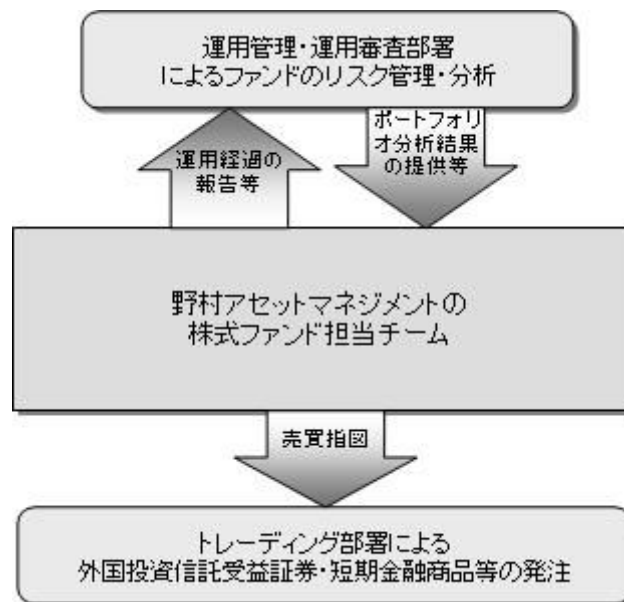 運用管理・運用審査部署
によるファンドのリスク管理・分析
運用経過の
報告等
ポートフォリ
オ分析結果
の提供等
野村アセットマネジメントの
株式ファンド担当チーム
売買指図
トレーディング部署による
外国投資信託受益証券・短期金融商品等の発注